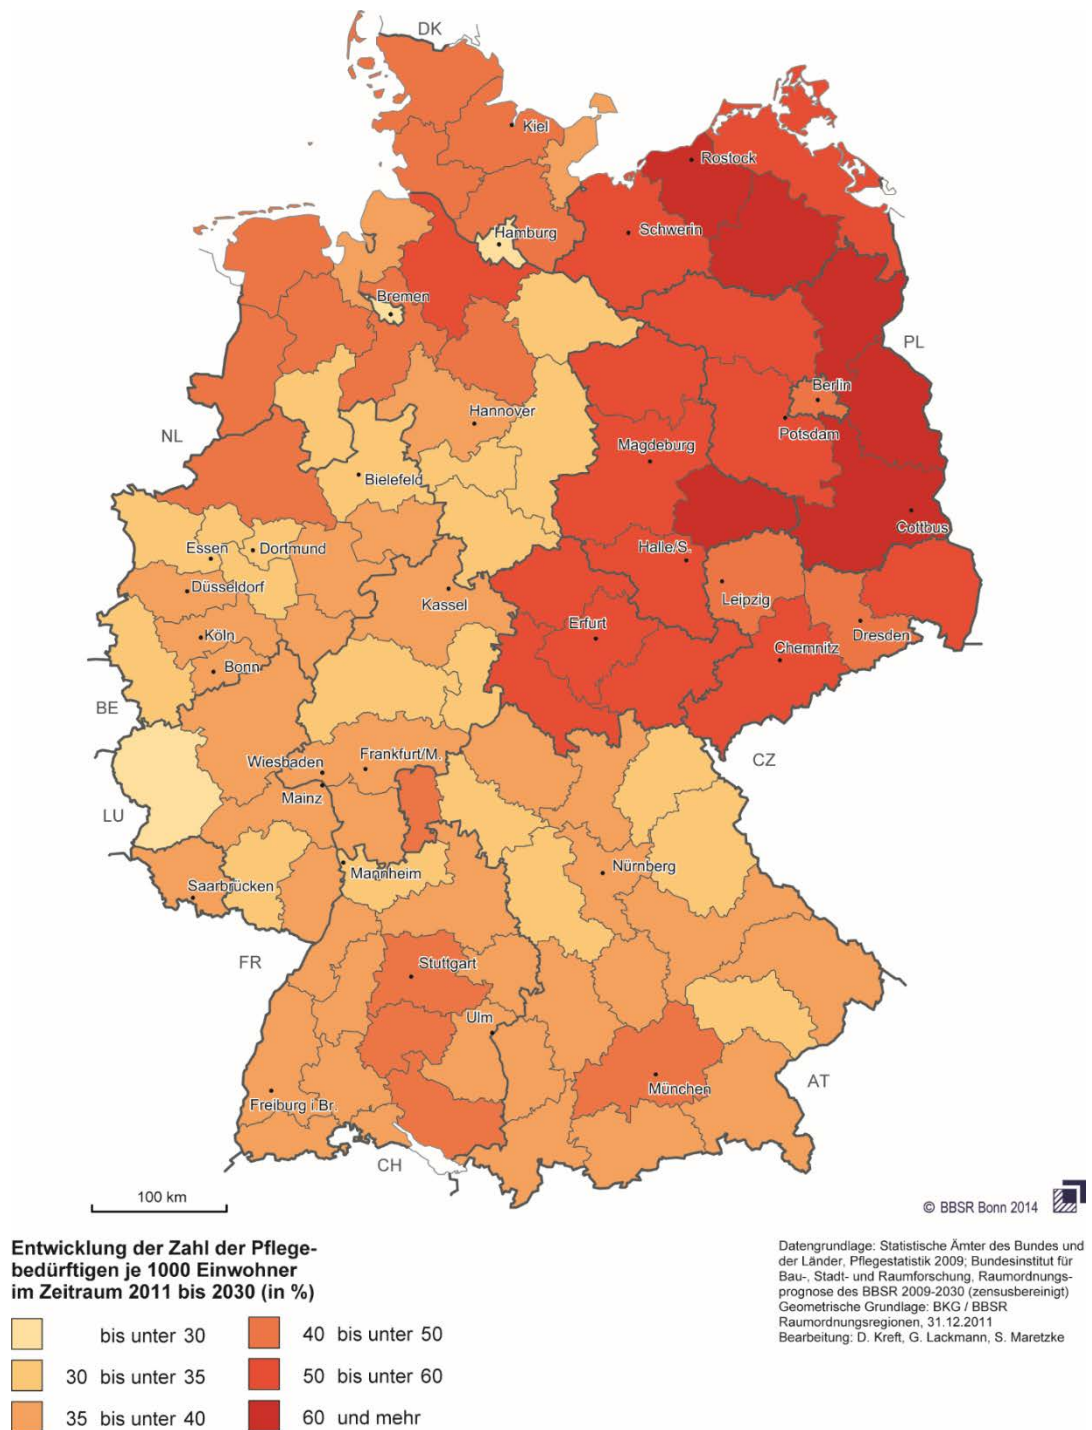 DK
Kiel
Rostock
Hamburg
Schwerin
Bremen
PL
Berlin
Hannover
NL
Potsdam
Magdeburg
Bielefeld
Cottbus
Essen
Dortmund
Halle/S.
Düsseldorf
Kassel
Leipzig
Erfurt
Dresden
Köln
Chemnitz
Bonn
BE
Wiesbaden
Frankfurt/M.
CZ
Mainz
LU
Mannheim
Nürnberg
Saarbrücken
FR
Stuttgart
Ulm
München
AT
Freiburg i.Br.
CH
100 km
© BBSR Bonn 2014
Entwicklung der Zahl der Pflege-
bedürftigen je 1000 Einwohner
im Zeitraum 2011 bis 2030 (in %)
bis unter 30
30 bis unter 35
35 bis unter 40
40 bis unter 50
50 bis unter 60
60 und mehr
Datengrundlage: Statistische Ämter des Bundes und
der Länder, Pflegestatistik 2009; Bundesinstitut für
Bau-, Stadt- und Raumforschung, Raumordnungs-
prognose des BBSR 2009-2030 (zensusbereinigt)
Geometrische Grundlage: BKG / BBSR
Raumordnungsregionen, 31.12.2011
Bearbeitung: D. Kreft, G. Lackmann, S. Maretzke